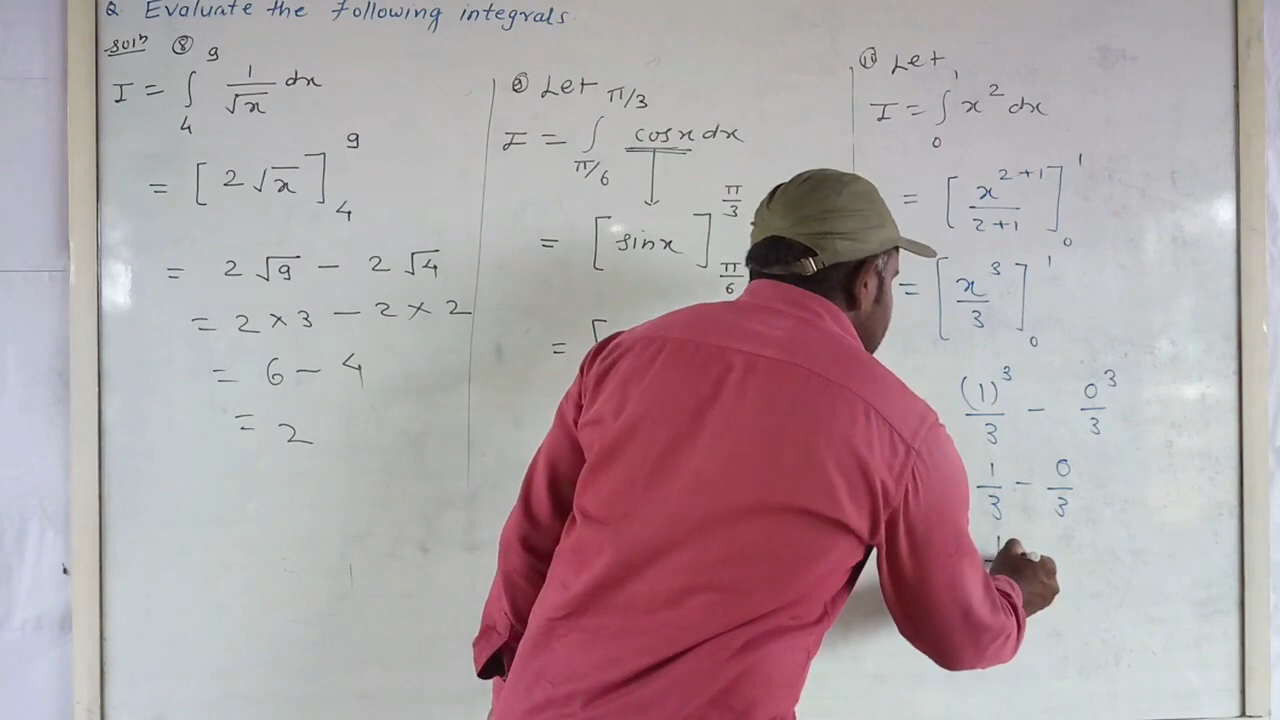 Q. Evaluate the following integrals.
Solⁿ ⑧
I = ∫₄⁹ 1/√x dx
= [2√x]₄⁹
= 2√9 - 2√4
= 2×3 - 2×2
= 6 - 4
= 2
⑨ Let
I = ∫_{π/6}^{π/3} cosx dx
= [sinx]_{π/6}^{π/3}
= [
Let,
I = ∫₀¹ x² dx
= [x^{2+1}/2+1]₀¹
= [x³/3]₀¹
(1)³/3 - 0³/3
1/3 - 0/3
1